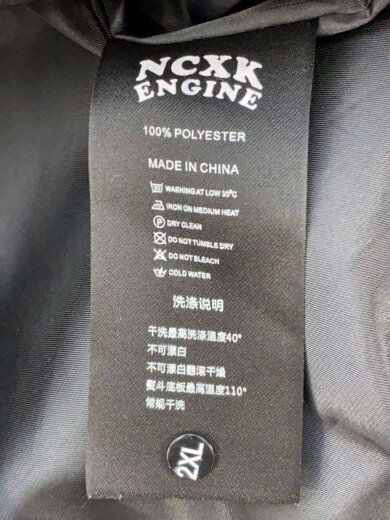 NCXK
ENGINE
100% POLYESTER
MADE IN CHINA
WASHING AT LOW 30°C
IRON ON MEDIUM HEAT
DRY CLEAN
DO NOT TUMBLE DRY
DO NOT BLEACH
COLD WATER
洗涤说明
干洗最高洗涤温度40°
不可漂白
不可漂白翻滚干燥
熨斗底板最高温度110°
常规干洗
2XL